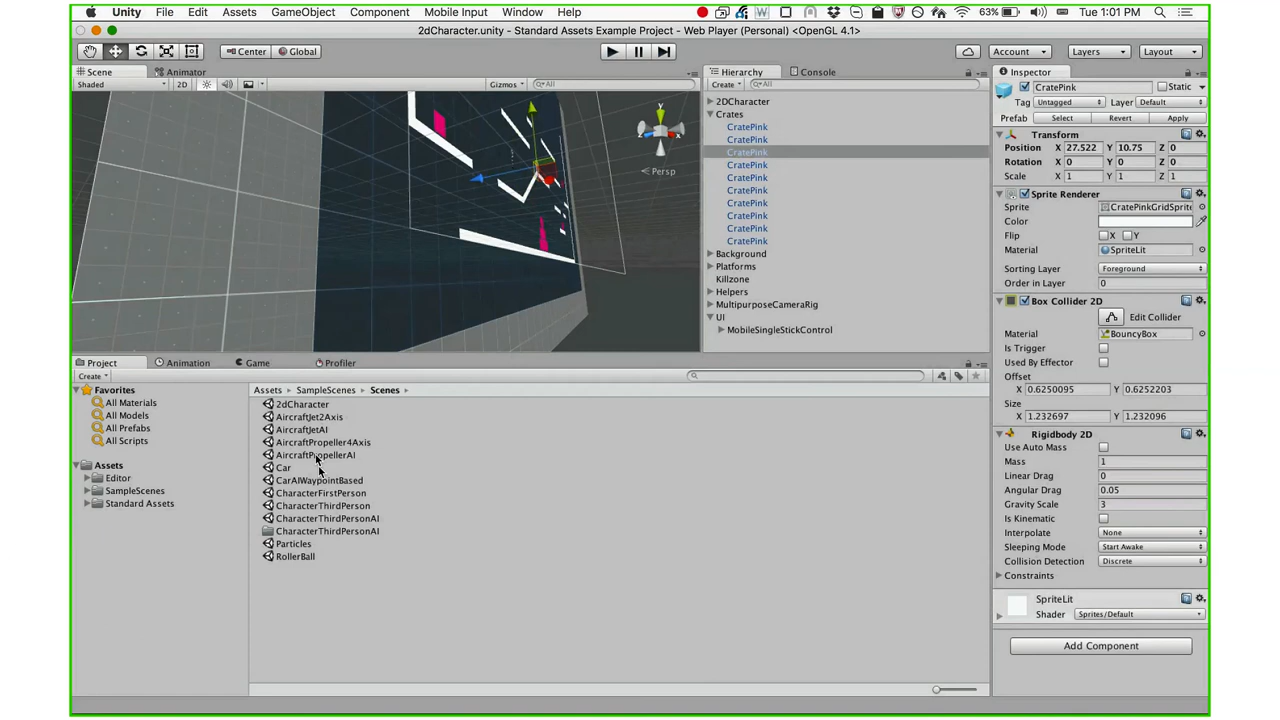 Unity File Edit Assets GameObject Component Mobile Input Window Help 63% Tue 1:01 PM
2dCharacter.unity - Standard Assets Example Project - Web Player (Personal) <OpenGL 4.1>
Center Global Account Layers Layout
Scene Animator
Shaded 2D Gizmos All
Persp
Hierarchy Console
Create All
2DCharacter
Crates
CratePink
CratePink
CratePink
CratePink
CratePink
CratePink
CratePink
CratePink
CratePink
CratePink
Background
Platforms
Killzone
Helpers
MultipurposeCameraRig
UI
MobileSingleStickControl
Project Animation Game Profiler
Create
Favorites
All Materials
All Models
All Prefabs
All Scripts
Assets
Editor
SampleScenes
Standard Assets
Assets SampleScenes Scenes
2dCharacter
AircraftJet2Axis
AircraftJetAI
AircraftPropeller4Axis
AircraftPropellerAI
Car
CarAIWaypointBased
CharacterFirstPerson
CharacterThirdPerson
CharacterThirdPersonAI
CharacterThirdPersonAI
Particles
RollerBall
Inspector
CratePink Static
Tag Untagged Layer Default
Prefab Select Revert Apply
Transform
Position X 27.522 Y 10.75 Z 0
Rotation X 0 Y 0 Z 0
Scale X 1 Y 1 Z 1
Sprite Renderer
Sprite CratePinkGridSprite
Color
Flip X Y
Material SpriteLit
Sorting Layer Foreground
Order in Layer 0
Box Collider 2D
Edit Collider
Material BouncyBox
Is Trigger
Used By Effector
Offset
X 0.6250095 Y 0.6252203
Size
X 1.232697 Y 1.232096
Rigidbody 2D
Use Auto Mass
Mass 1
Linear Drag 0
Angular Drag 0.05
Gravity Scale 3
Is Kinematic
Interpolate None
Sleeping Mode Start Awake
Collision Detection Discrete
Constraints
SpriteLit
Shader Sprites/Default
Add Component